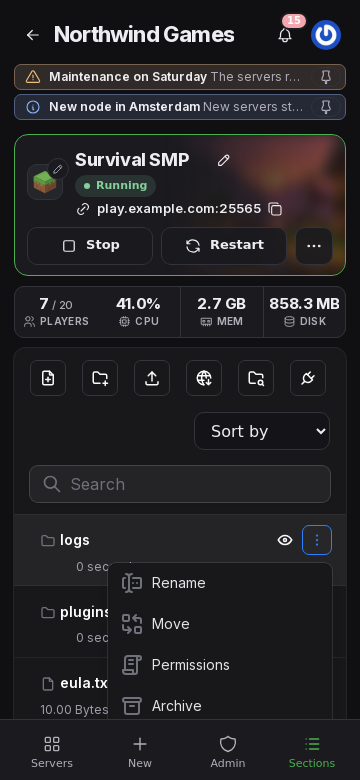 Northwind Games
15
Maintenance on Saturday The servers r...
New node in Amsterdam New servers st...
Survival SMP
Running
play.example.com:25565
Stop
Restart
7 / 20
PLAYERS
41.0%
CPU
2.7 GB
MEM
858.3 MB
DISK
Sort by
Search
logs
0 sec
Rename
Move
Permissions
Archive
plugins
0 sec
eula.tx
10.00 Bytes
Servers
New
Admin
Sections